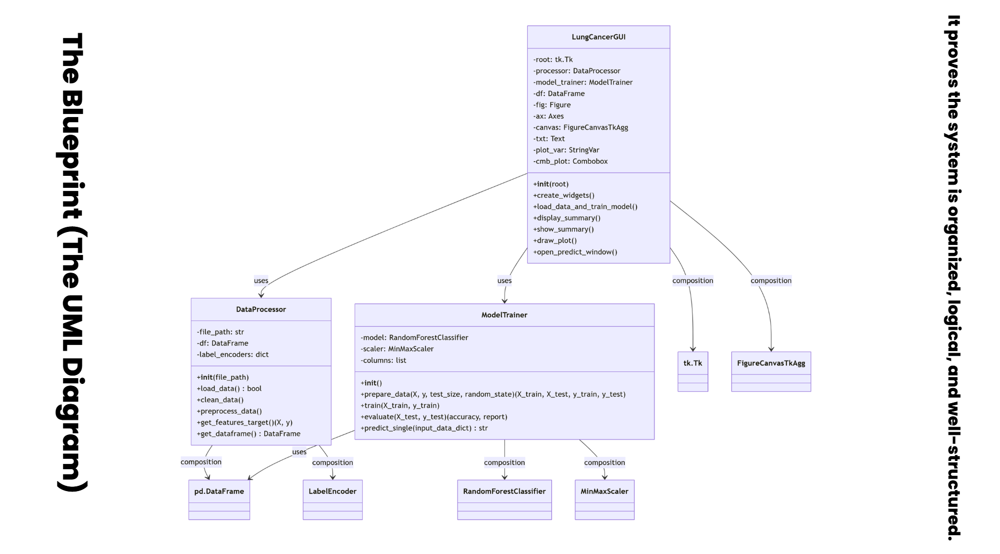 The Blueprint (The UML Diagram)
LungCancerGUI
-root: tk.Tk
-processor: DataProcessor
-model_trainer: ModelTrainer
-df: DataFrame
-fig: Figure
-ax: Axes
-canvas: FigureCanvasTkAgg
-txt: Text
-plot_var: StringVar
-cmb_plot: Combobox
+init(root)
+create_widgets()
+load_data_and_train_model()
+display_summary()
+show_summary()
+draw_plot()
+open_predict_window()
uses
uses
composition
composition
DataProcessor
-file_path: str
-df: DataFrame
-label_encoders: dict
+init(file_path)
+load_data() : bool
+clean_data()
+preprocess_data()
+get_features_target()(X, y)
+get_dataframe() : DataFrame
ModelTrainer
-model: RandomForestClassifier
-scaler: MinMaxScaler
-columns: list
+init()
+prepare_data(X, y, test_size, random_state)(X_train, X_test, y_train, y_test)
+train(X_train, y_train)
+evaluate(X_test, y_test)(accuracy, report)
+predict_single(input_data_dict) : str
tk.Tk
FigureCanvasTkAgg
composition
uses
composition
composition
composition
pd.DataFrame
LabelEncoder
RandomForestClassifier
MinMaxScaler
It proves the system is organized, logical, and well-structured.